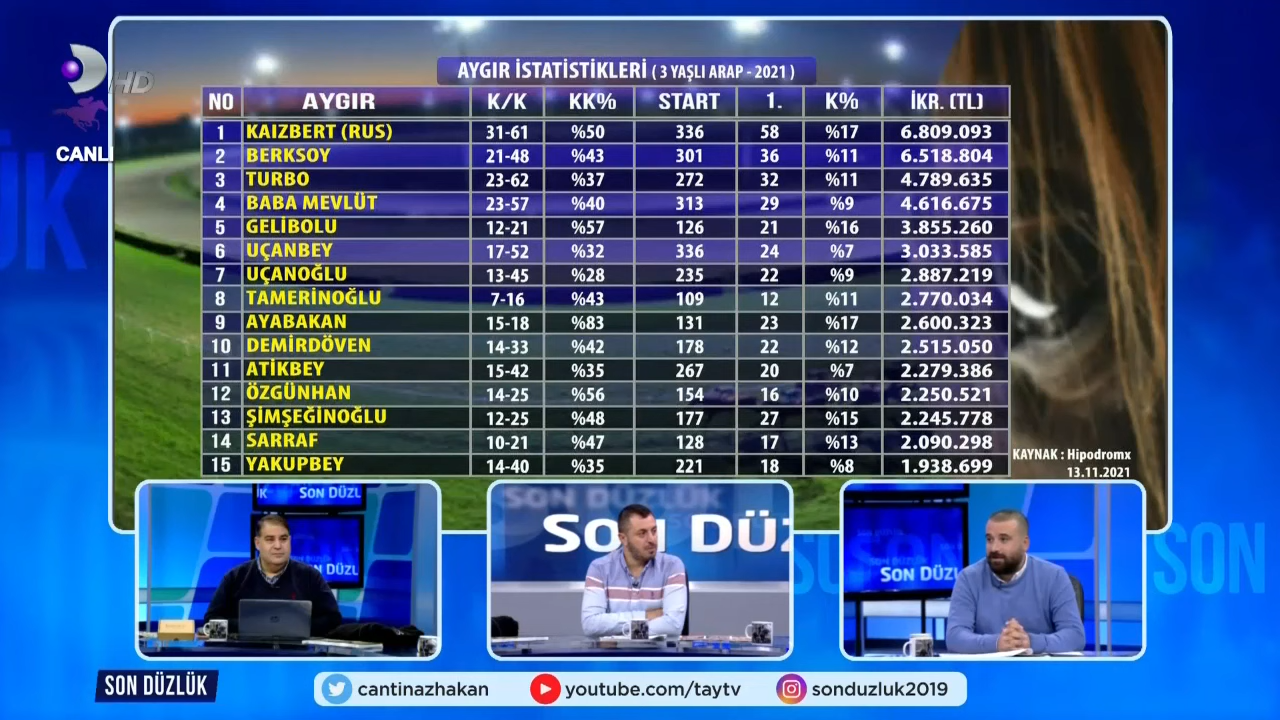 HD
CANLI
AYGIR İSTATİSTİKLERİ ( 3 YAŞLI ARAP - 2021 )
NO AYGIR K/K KK% START 1. K% İKR. (TL)
1 KAIZBERT (RUS) 31-61 %50 336 58 %17 6.809.093
2 BERKSOY 21-48 %43 301 36 %11 6.518.804
3 TURBO 23-62 %37 272 32 %11 4.789.635
4 BABA MEVLÜT 23-57 %40 313 29 %9 4.616.675
5 GELİBOLU 12-21 %57 126 21 %16 3.855.260
6 UÇANBEY 17-52 %32 336 24 %7 3.033.585
7 UÇANOĞLU 13-45 %28 235 22 %9 2.887.219
8 TAMERİNOĞLU 7-16 %43 109 12 %11 2.770.034
9 AYABAKAN 15-18 %83 131 23 %17 2.600.323
10 DEMİRDÖVEN 14-33 %42 178 22 %12 2.515.050
11 ATİKBEY 15-42 %35 267 20 %7 2.279.386
12 ÖZGÜNHAN 14-25 %56 154 16 %10 2.250.521
13 ŞİMŞEĞİNOĞLU 12-25 %48 177 27 %15 2.245.778
14 SARRAF 10-21 %47 128 17 %13 2.090.298
15 YAKUPBEY 14-40 %35 221 18 %8 1.938.699
KAYNAK : Hipodromx
13.11.2021
SON DÜZL
SON DÜZLÜK
SON DÜZ
SON DÜZL
SON
SON DÜZLÜK
cantinazhakan
youtube.com/taytv
sonduzluk2019